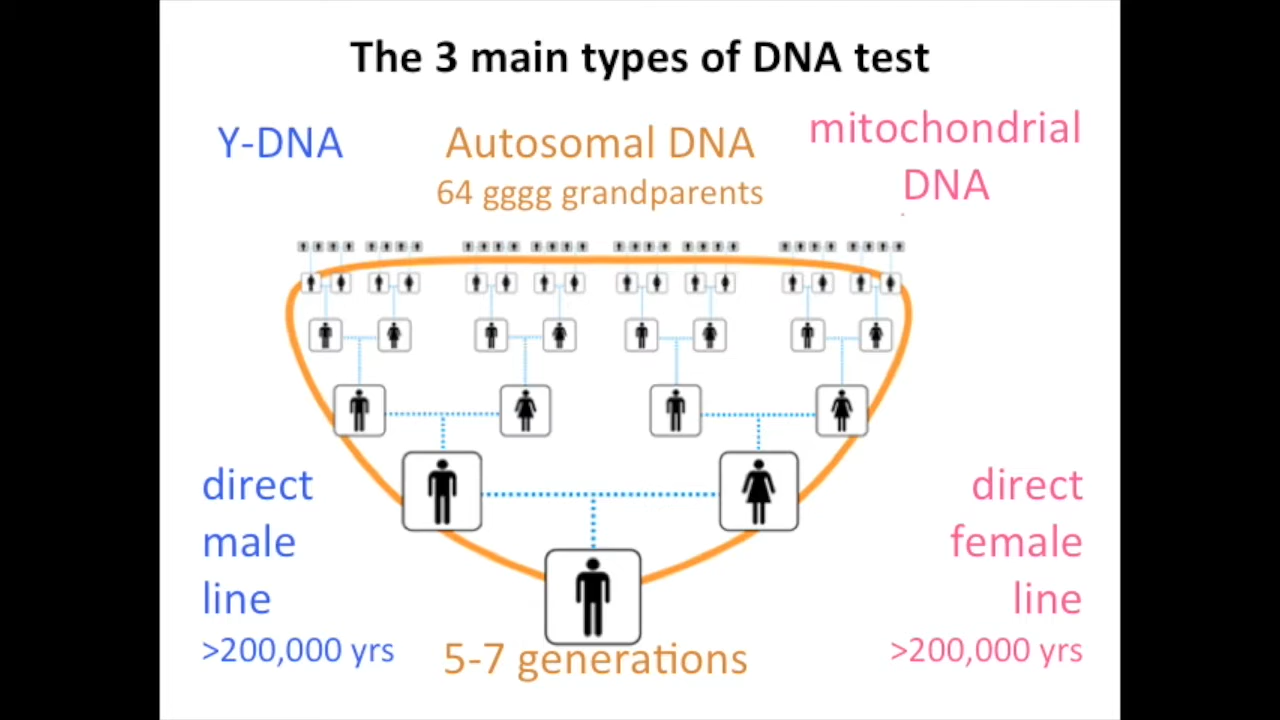 The 3 main types of DNA test
Y-DNA
Autosomal DNA
64 gggg grandparents
mitochondrial
DNA
direct
male
line
>200,000 yrs
5-7 generations
direct
female
line
>200,000 yrs